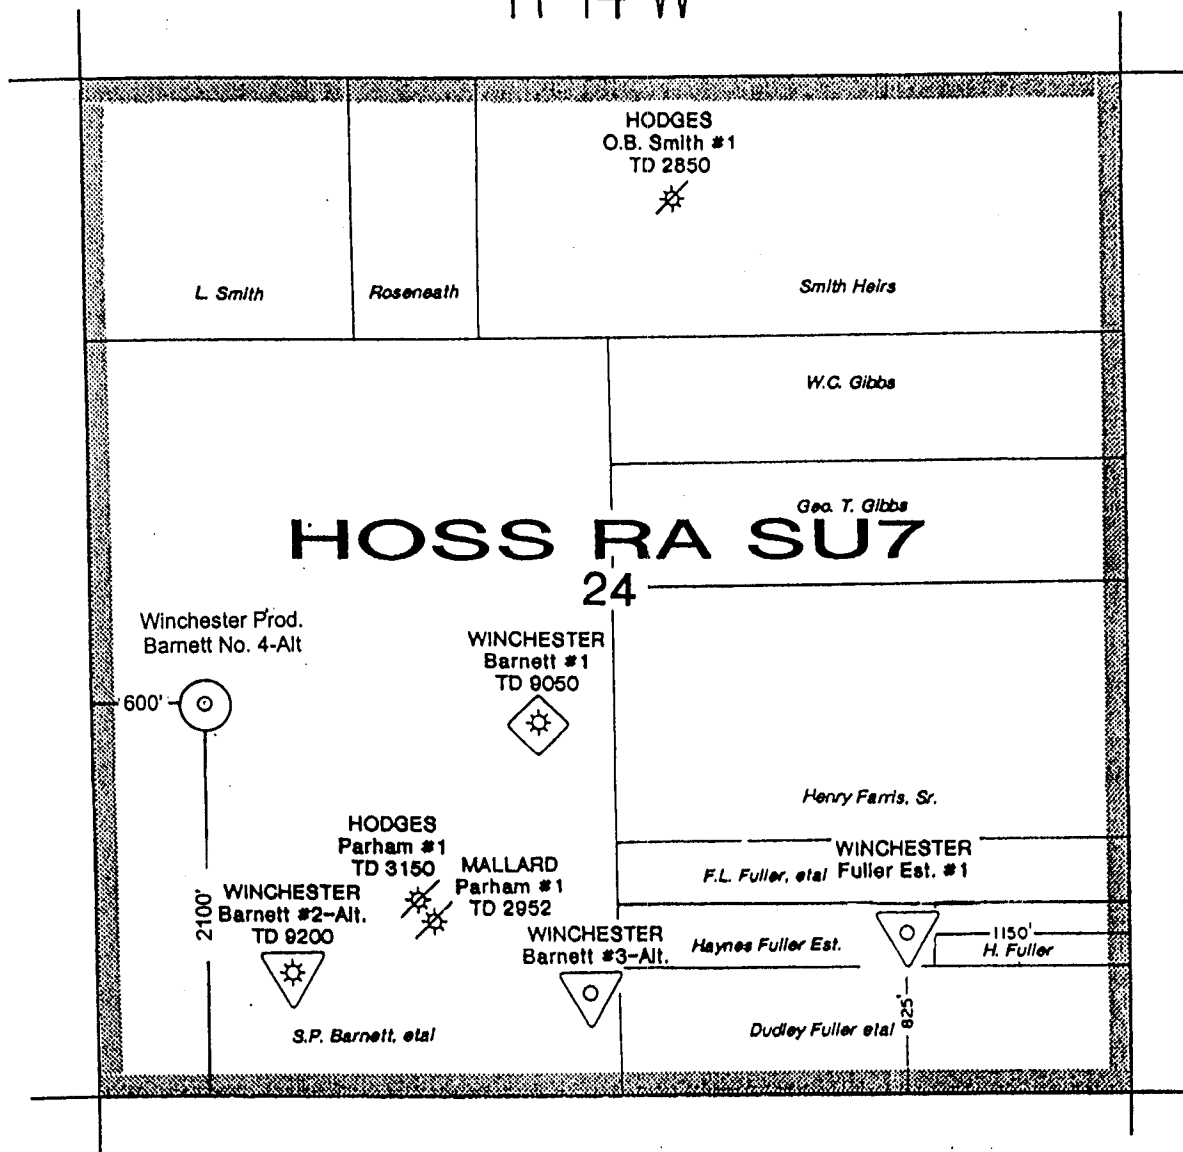 R 14 W
HODGES
O.B. Smith #1
TD 2850
L. Smith
Roseneath
Smith Heirs
W.C. Gibbs
Geo. T. Gibbs
HOSS RA SU7
24
Winchester Prod.
Barnett No. 4-Alt
600'
WINCHESTER
Barnett #1
TD 9050
Henry Farris, Sr.
HODGES
Parham #1
TD 3150
WINCHESTER
Fuller Est. #1
F.L. Fuller, etal
MALLARD
Parham #1
TD 2952
2100'
WINCHESTER
Barnett #2-Alt.
TD 9200
WINCHESTER
Barnett #3-Alt.
Haynes Fuller Est.
1150'
H. Fuller
825'
S.P. Barnett, etal
Dudley Fuller etal